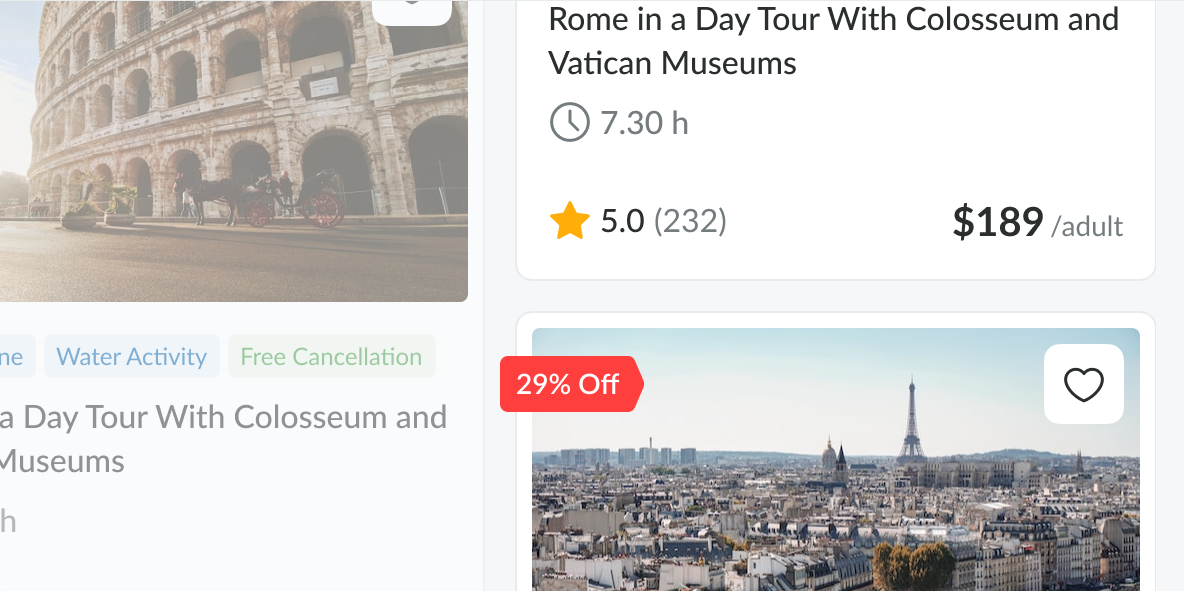 Rome in a Day Tour With Colosseum and
Vatican Museums
7.30 h
5.0 (232)
$189 /adult
29% Off
ne
Water Activity
Free Cancellation
a Day Tour With Colosseum and
Museums
h